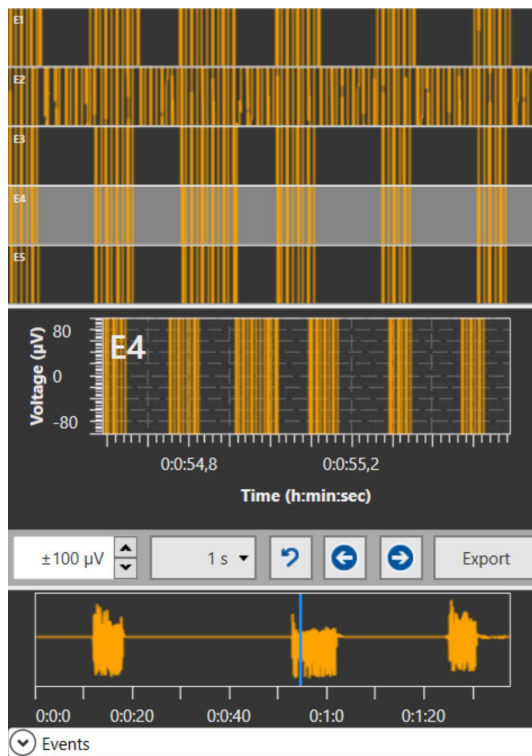 E1
E2
E3
E4
E5
E4
Voltage (µV)
80
0
-80
0:0:54,8 0:0:55,2
Time (h:min:sec)
±100 µV 1 s Export
0:0:0 0:0:20 0:0:40 0:1:0 0:1:20
Events